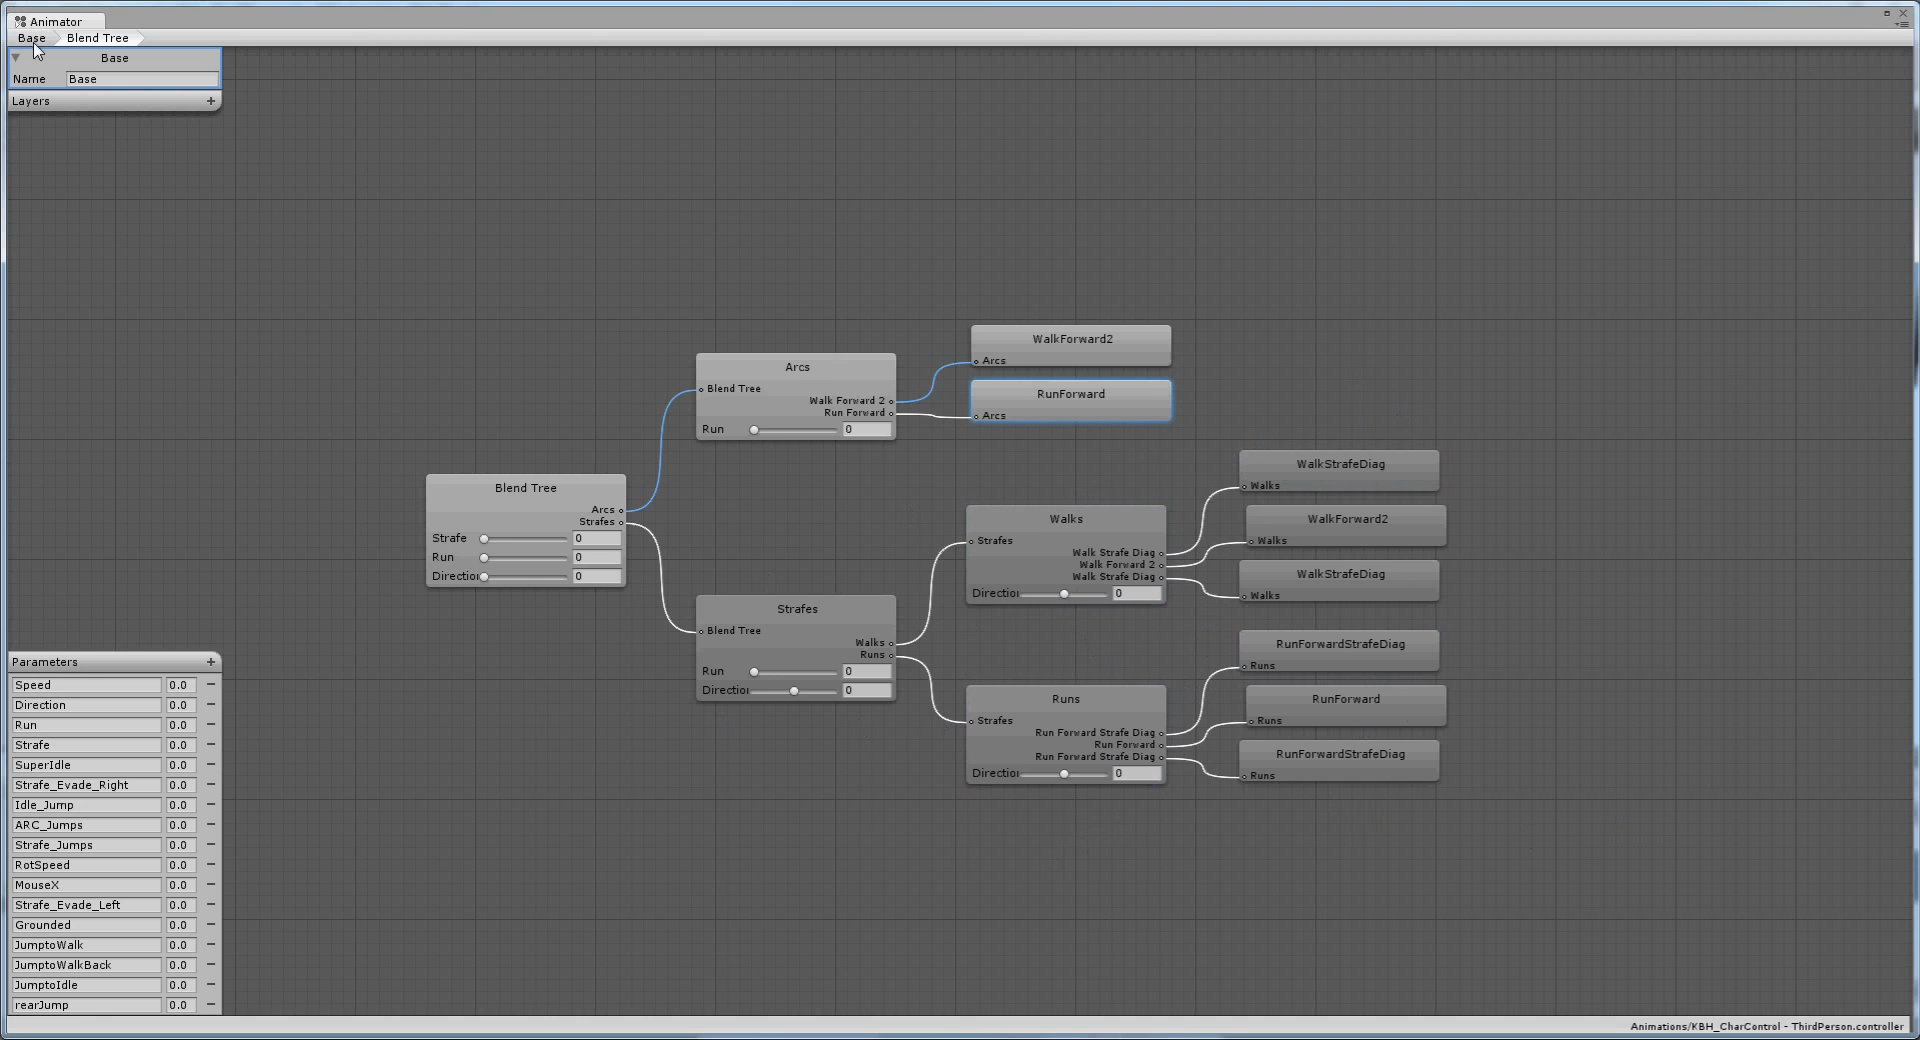 Animator
Base
Blend Tree
Base
Name
Base
Layers
+
WalkForward2
Arcs
RunForward
Arcs
Arcs
Blend Tree
Walk Forward 2
Run Forward
Run
0
Blend Tree
Arcs
Strafes
Strafe
0
Run
0
Direction
0
Strafes
Blend Tree
Walks
Runs
Run
0
Direction
0
Walks
Strafes
Walk Strafe Diag
Walk Forward 2
Walk Strafe Diag
Direction
0
WalkStrafeDiag
Walks
WalkForward2
Walks
WalkStrafeDiag
Walks
Runs
Strafes
Run Forward Strafe Diag
Run Forward
Run Forward Strafe Diag
Direction
0
RunForwardStrafeDiag
Runs
RunForward
Runs
RunForwardStrafeDiag
Runs
Parameters
+
Speed 0.0 −
Direction 0.0 −
Run 0.0 −
Strafe 0.0 −
SuperIdle 0.0 −
Strafe_Evade_Right 0.0 −
Idle_Jump 0.0 −
ARC_Jumps 0.0 −
Strafe_Jumps 0.0 −
RotSpeed 0.0 −
MouseX 0.0 −
Strafe_Evade_Left 0.0 −
Grounded 0.0 −
JumptoWalk 0.0 −
JumptoWalkBack 0.0 −
JumptoIdle 0.0 −
rearJump 0.0 −
Animations/KBH_CharControl - ThirdPerson.controller